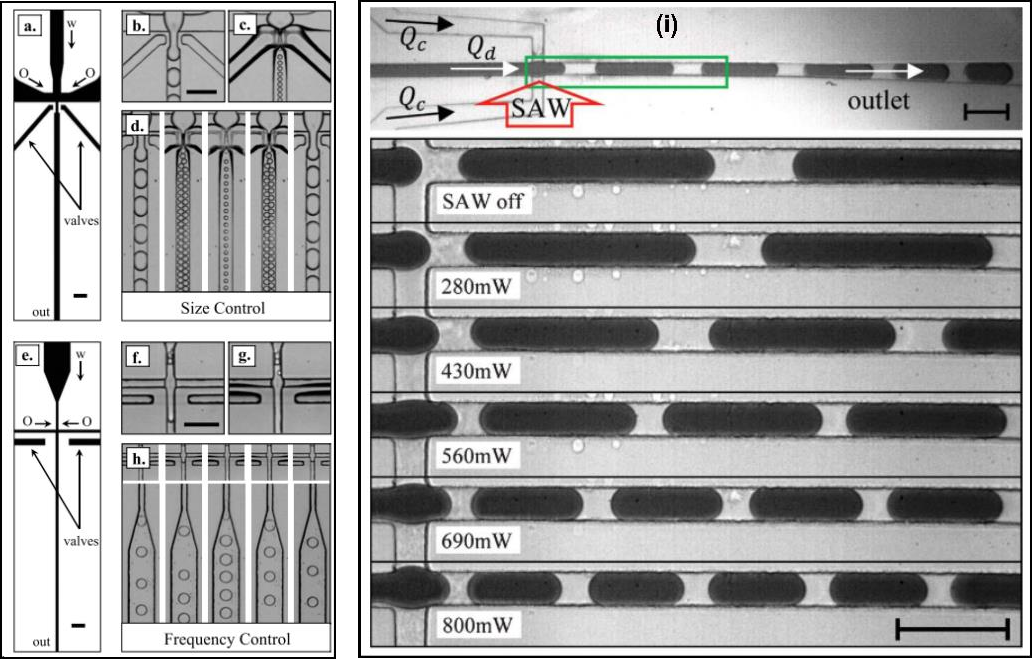 a.
w
O
O
valves
out
b.
c.
d.
Size Control
e.
w
O
O
valves
out
f.
g.
h.
Frequency Control
(i)
Qc
Qd
Qc
SAW
outlet
SAW off
280mW
430mW
560mW
690mW
800mW